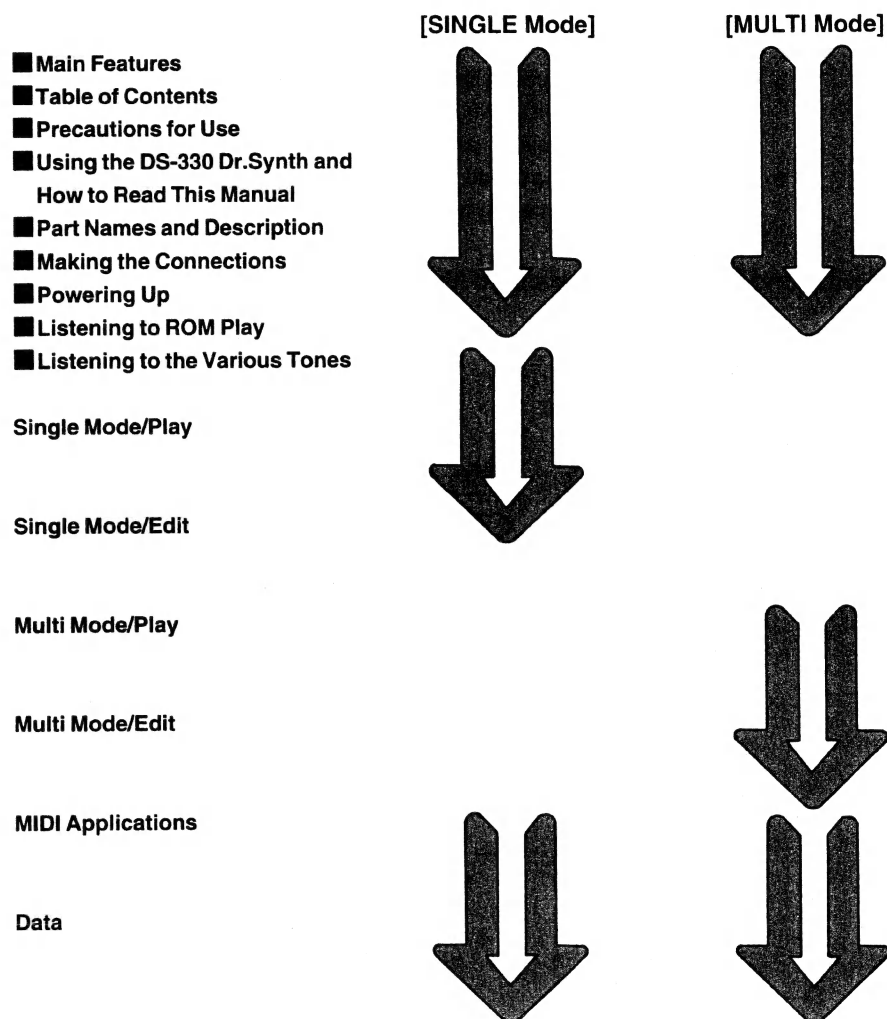 [SINGLE Mode] [MULTI Mode]
■ Main Features
■ Table of Contents
■ Precautions for Use
■ Using the DS-330 Dr.Synth and
How to Read This Manual
■ Part Names and Description
■ Making the Connections
■ Powering Up
■ Listening to ROM Play
■ Listening to the Various Tones
Single Mode/Play
Single Mode/Edit
Multi Mode/Play
Multi Mode/Edit
MIDI Applications
Data